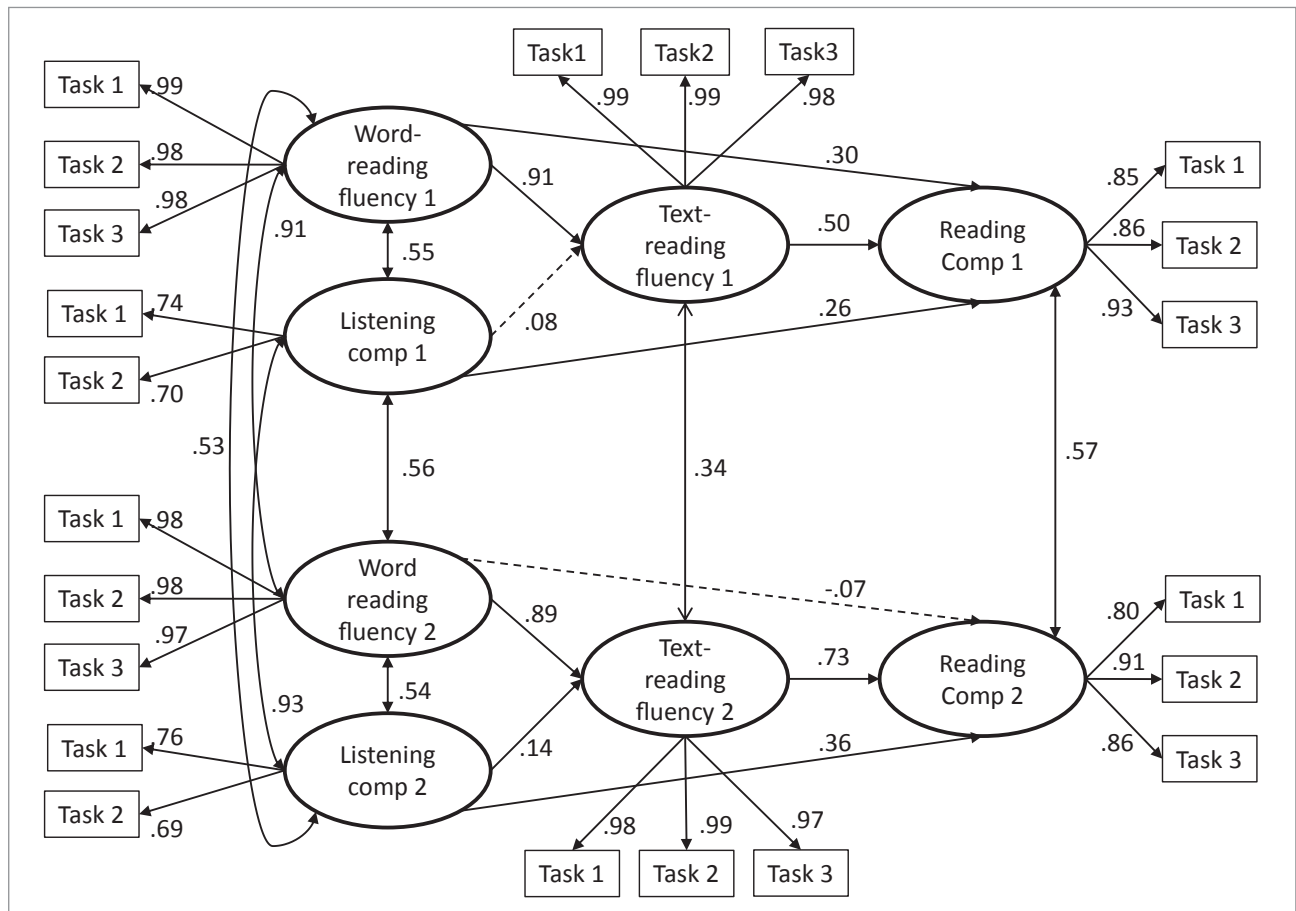 Task1
Task2
Task3
.99
.99
.98
Task 1
.99
Task 2
.98
Task 3
.98
Word-
reading
fluency 1
.30
.91
.91
.55
Text-
reading
fluency 1
.50
Reading
Comp 1
.85
Task 1
.86
Task 2
.93
Task 3
Task 1
.74
Task 2
.70
Listening
comp 1
.08
.26
.53
.56
.34
.57
Task 1
.98
Task 2
.98
Task 3
.97
Word
reading
fluency 2
-.07
.89
.54
.93
Text-
reading
fluency 2
.73
Reading
Comp 2
.80
Task 1
.91
Task 2
.86
Task 3
Task 1
.76
Task 2
.69
Listening
comp 2
.14
.36
.98
.99
.97
Task 1
Task 2
Task 3